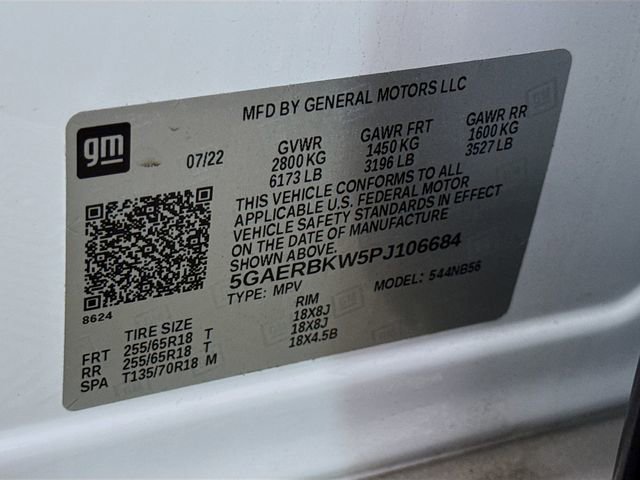 MFD BY GENERAL MOTORS LLC
gm
07/22
GVWR GAWR FRT GAWR RR
2800 KG 1450 KG 1600 KG
6173 LB 3196 LB 3527 LB
THIS VEHICLE CONFORMS TO ALL
APPLICABLE U.S. FEDERAL MOTOR
VEHICLE SAFETY STANDARDS IN EFFECT
ON THE DATE OF MANUFACTURE
SHOWN ABOVE.
5GAERBKW5PJ106684
TYPE: MPV MODEL: 544NB56
8624
TIRE SIZE RIM
FRT 255/65R18 T 18X8J
RR 255/65R18 T 18X8J
SPA T135/70R18 M 18X4.5B